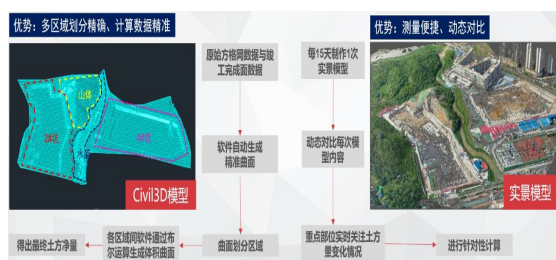 优势：多区域划分精确、计算数据精准
优势：测量便捷、动态对比
山体
2#坑
水渠
Civil3D模型
原始方格网数据与竣
工完成面数据
软件自动生成
精准曲面
曲面划分区域
各区域间软件通过布
尔运算生成体积曲面
得出最终土方净量
每15天制作1次
实景模型
动态对比每次模
型内容
重点部位实时关注土方
量变化情况
进行针对性计算
实景模型